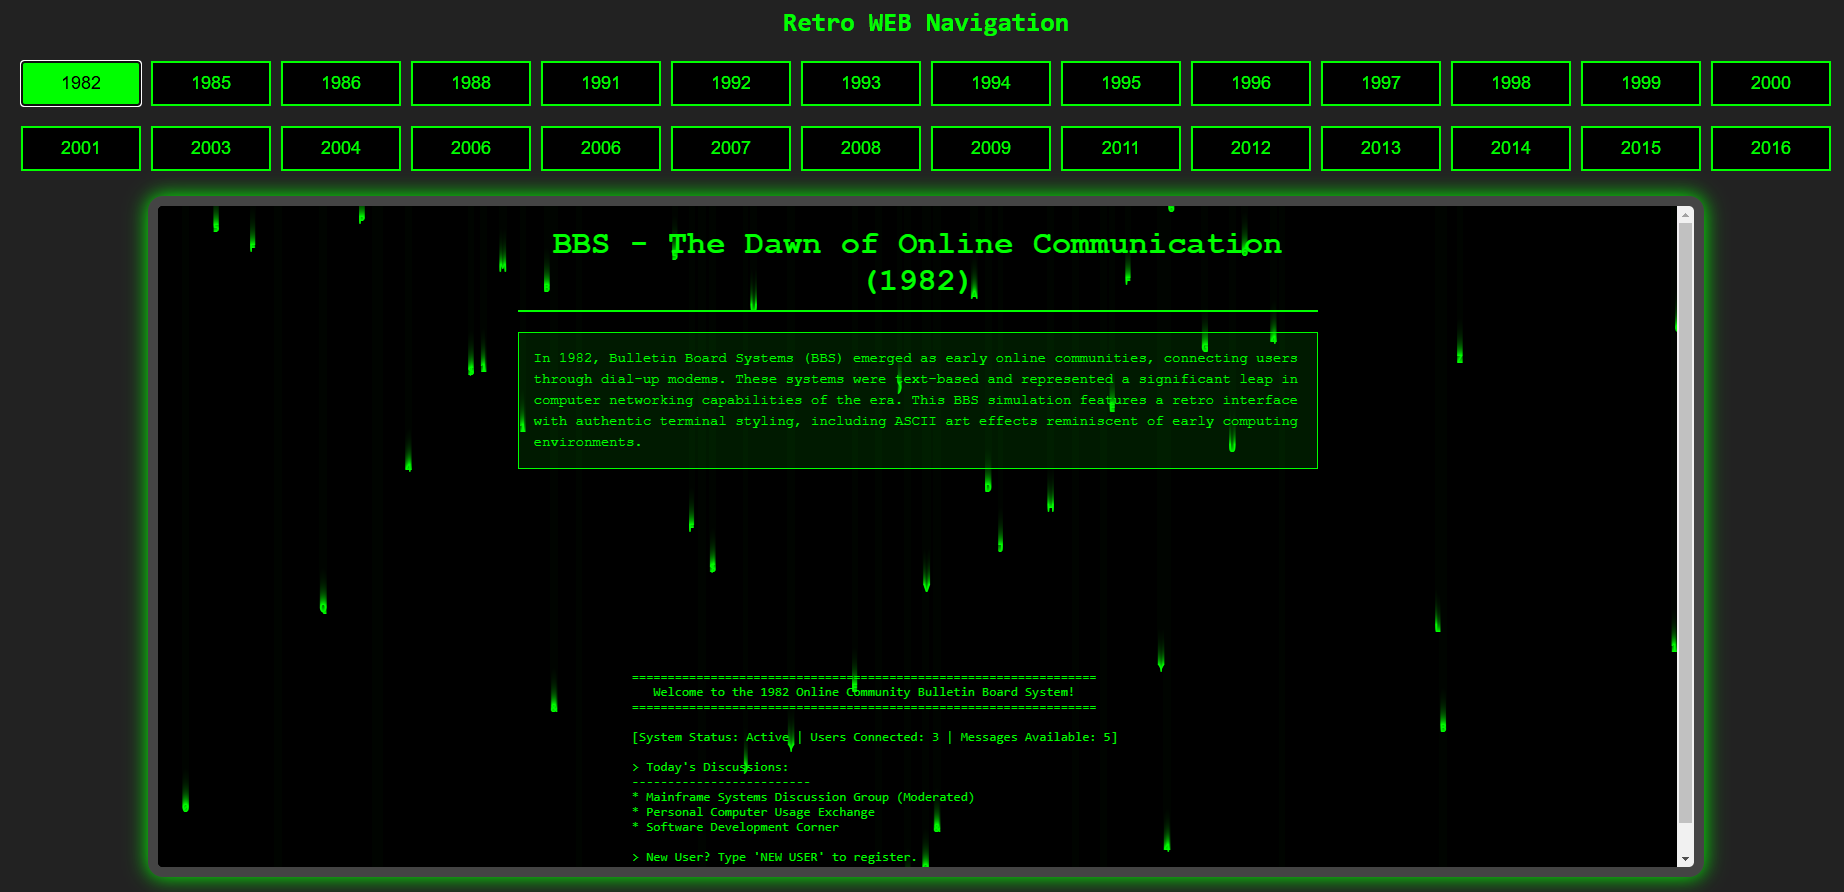 Retro WEB Navigation
1982 1985 1986 1988 1991 1992 1993 1994 1995 1996 1997 1998 1999 2000
2001 2003 2004 2006 2006 2007 2008 2009 2011 2012 2013 2014 2015 2016
BBS - The Dawn of Online Communication
(1982)
In 1982, Bulletin Board Systems (BBS) emerged as early online communities, connecting users
through dial-up modems. These systems were text-based and represented a significant leap in
computer networking capabilities of the era. This BBS simulation features a retro interface
with authentic terminal styling, including ASCII art effects reminiscent of early computing
environments.
=================================================================
Welcome to the 1982 Online Community Bulletin Board System!
=================================================================
[System Status: Active | Users Connected: 3 | Messages Available: 5]
> Today's Discussions:
-------------------------
* Mainframe Systems Discussion Group (Moderated)
* Personal Computer Usage Exchange
* Software Development Corner
> New User? Type 'NEW USER' to register.